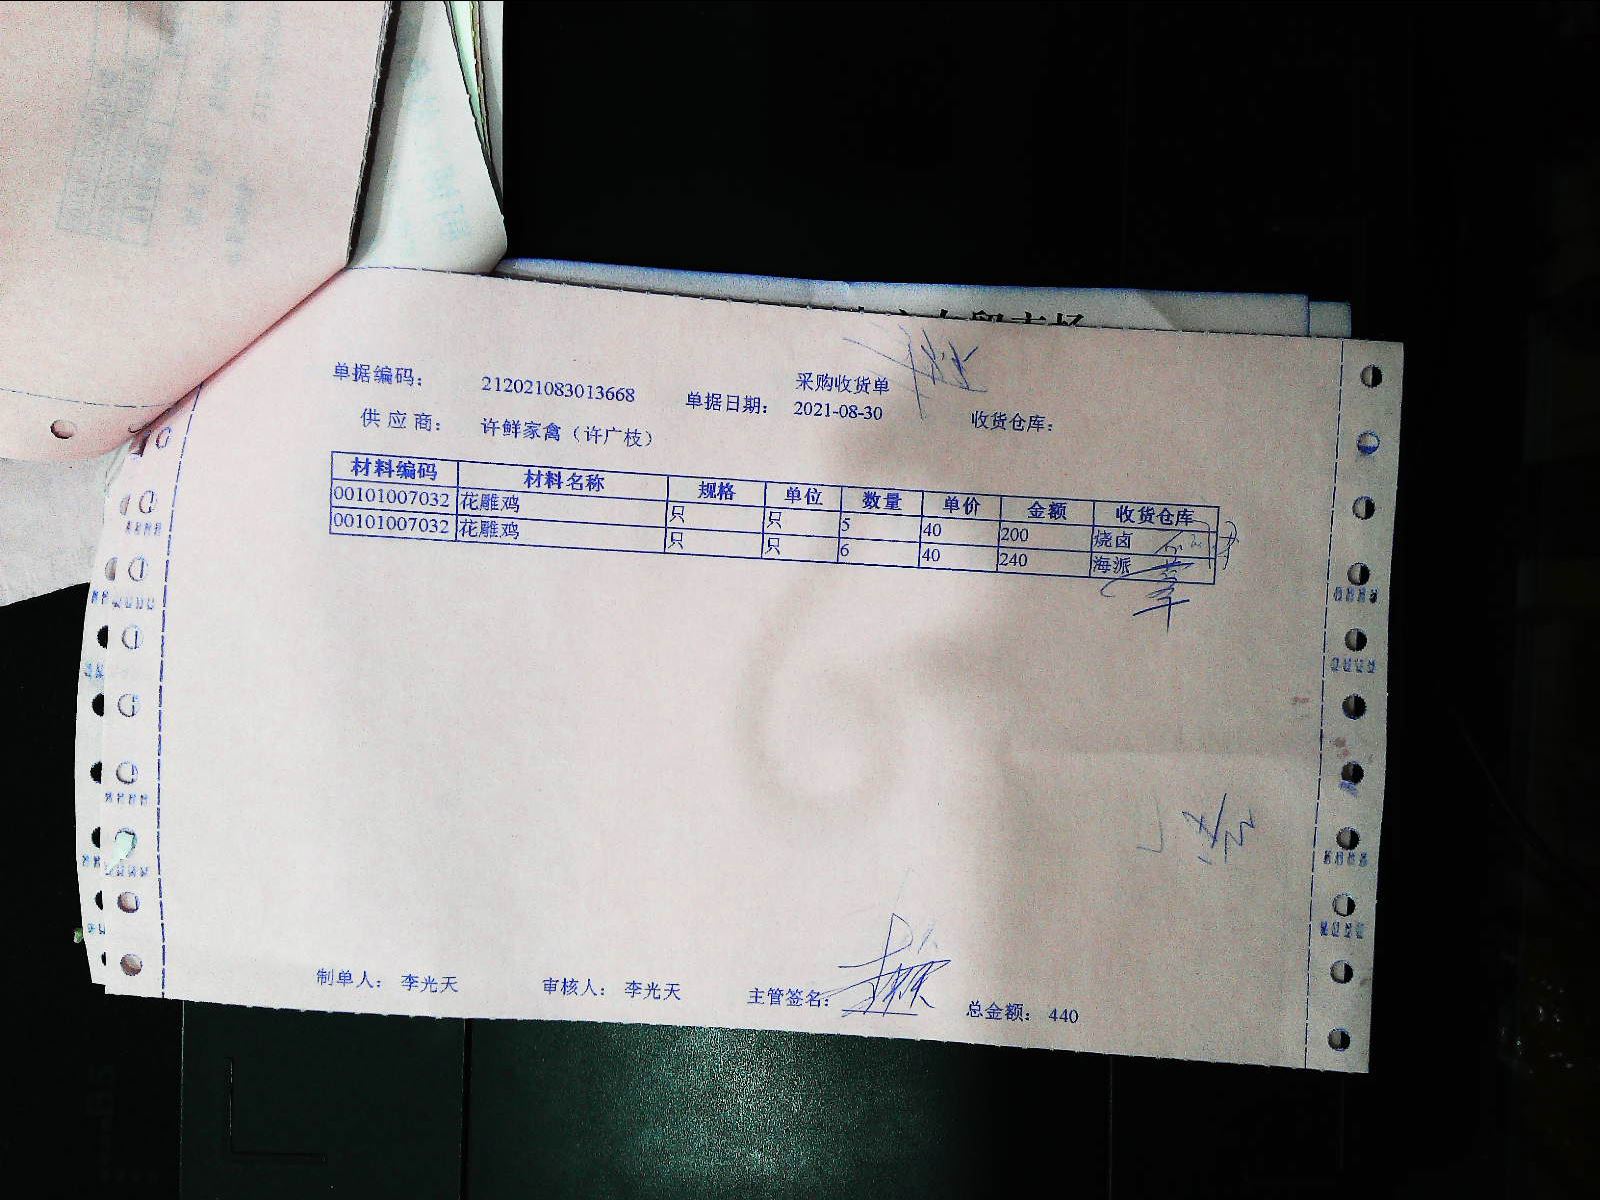 采购收货单
单据编码： 212021083013668 单据日期： 2021-08-30 收货仓库：
供应商： 许鲜家禽（许广枝）
材料编码 材料名称 规格 单位 数量 单价 金额 收货仓库
00101007032 花雕鸡 只 只 5 40 200 烧卤
00101007032 花雕鸡 只 只 6 40 240 海派
制单人： 李光天 审核人： 李光天 主管签名： 总金额： 440